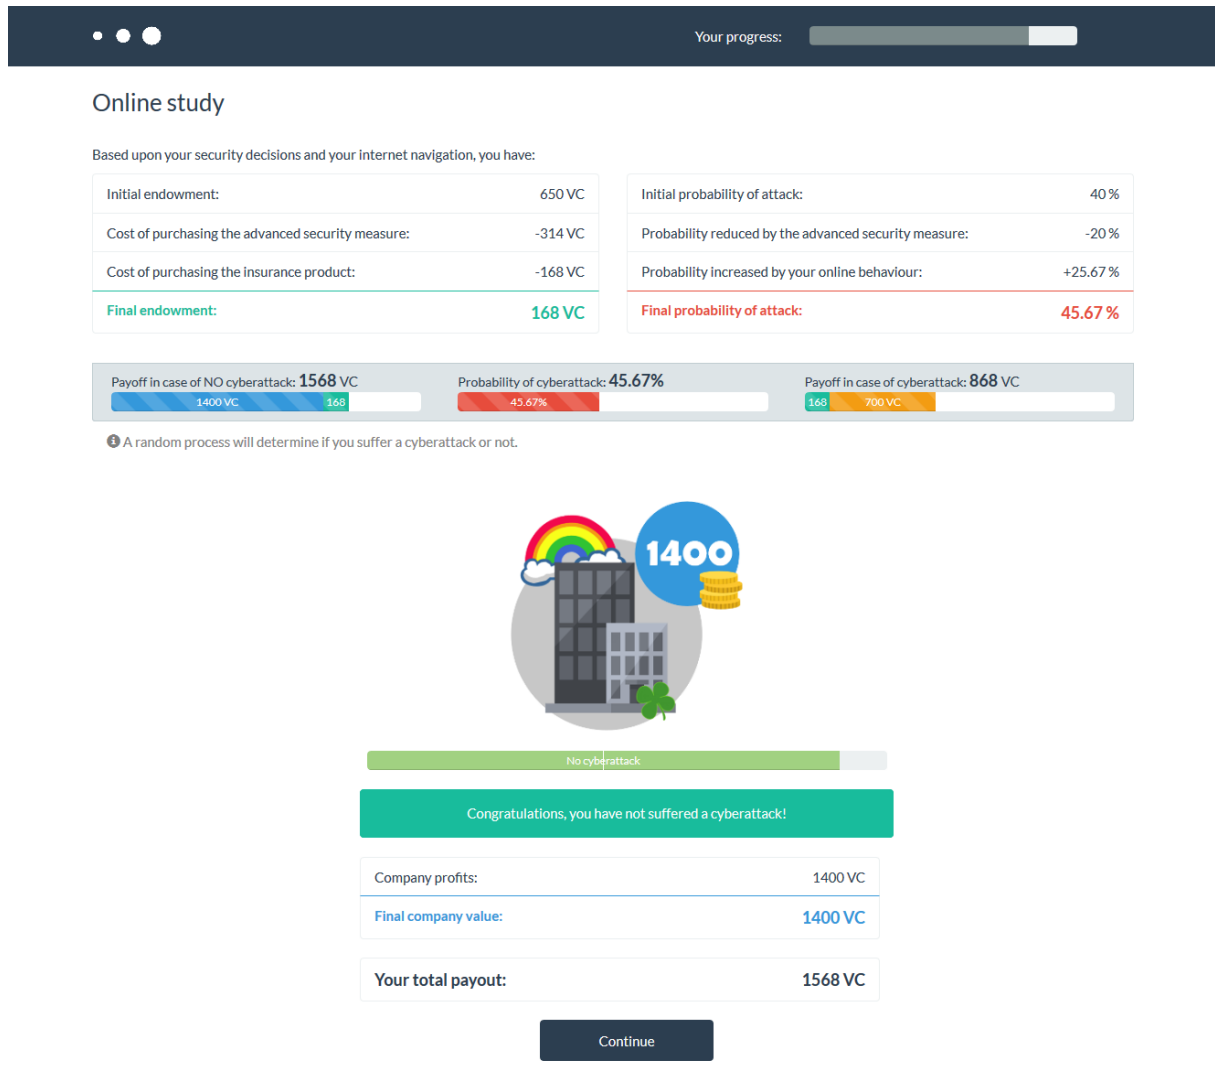 Your progress:
Online study
Based upon your security decisions and your internet navigation, you have:
Initial endowment: 650 VC
Cost of purchasing the advanced security measure: -314 VC
Cost of purchasing the insurance product: -168 VC
Final endowment: 168 VC
Initial probability of attack: 40 %
Probability reduced by the advanced security measure: -20 %
Probability increased by your online behaviour: +25.67 %
Final probability of attack: 45.67 %
Payoff in case of NO cyberattack: 1568 VC
1400 VC 168
Probability of cyberattack: 45.67%
45.67%
Payoff in case of cyberattack: 868 VC
168 700 VC
A random process will determine if you suffer a cyberattack or not.
1400
No cyberattack
Congratulations, you have not suffered a cyberattack!
Company profits: 1400 VC
Final company value: 1400 VC
Your total payout: 1568 VC
Continue